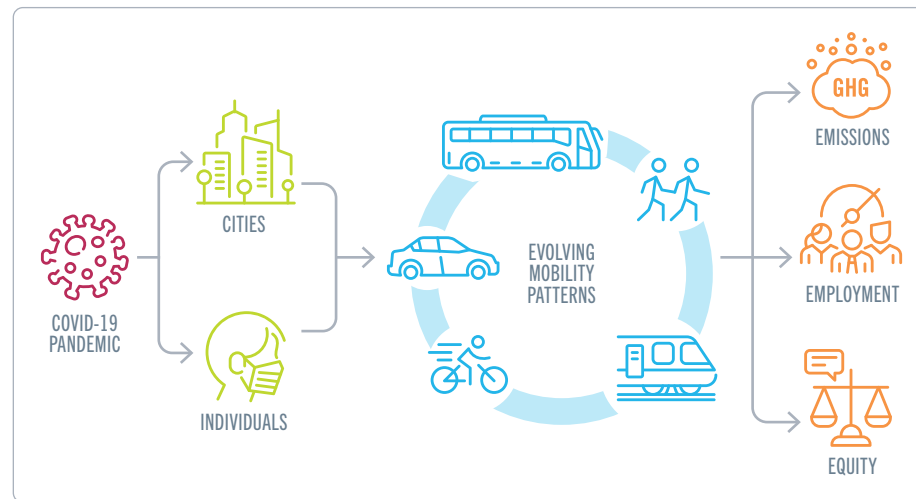 COVID-19
PANDEMIC
CITIES
INDIVIDUALS
EVOLVING
MOBILITY
PATTERNS
GHG
EMISSIONS
EMPLOYMENT
EQUITY